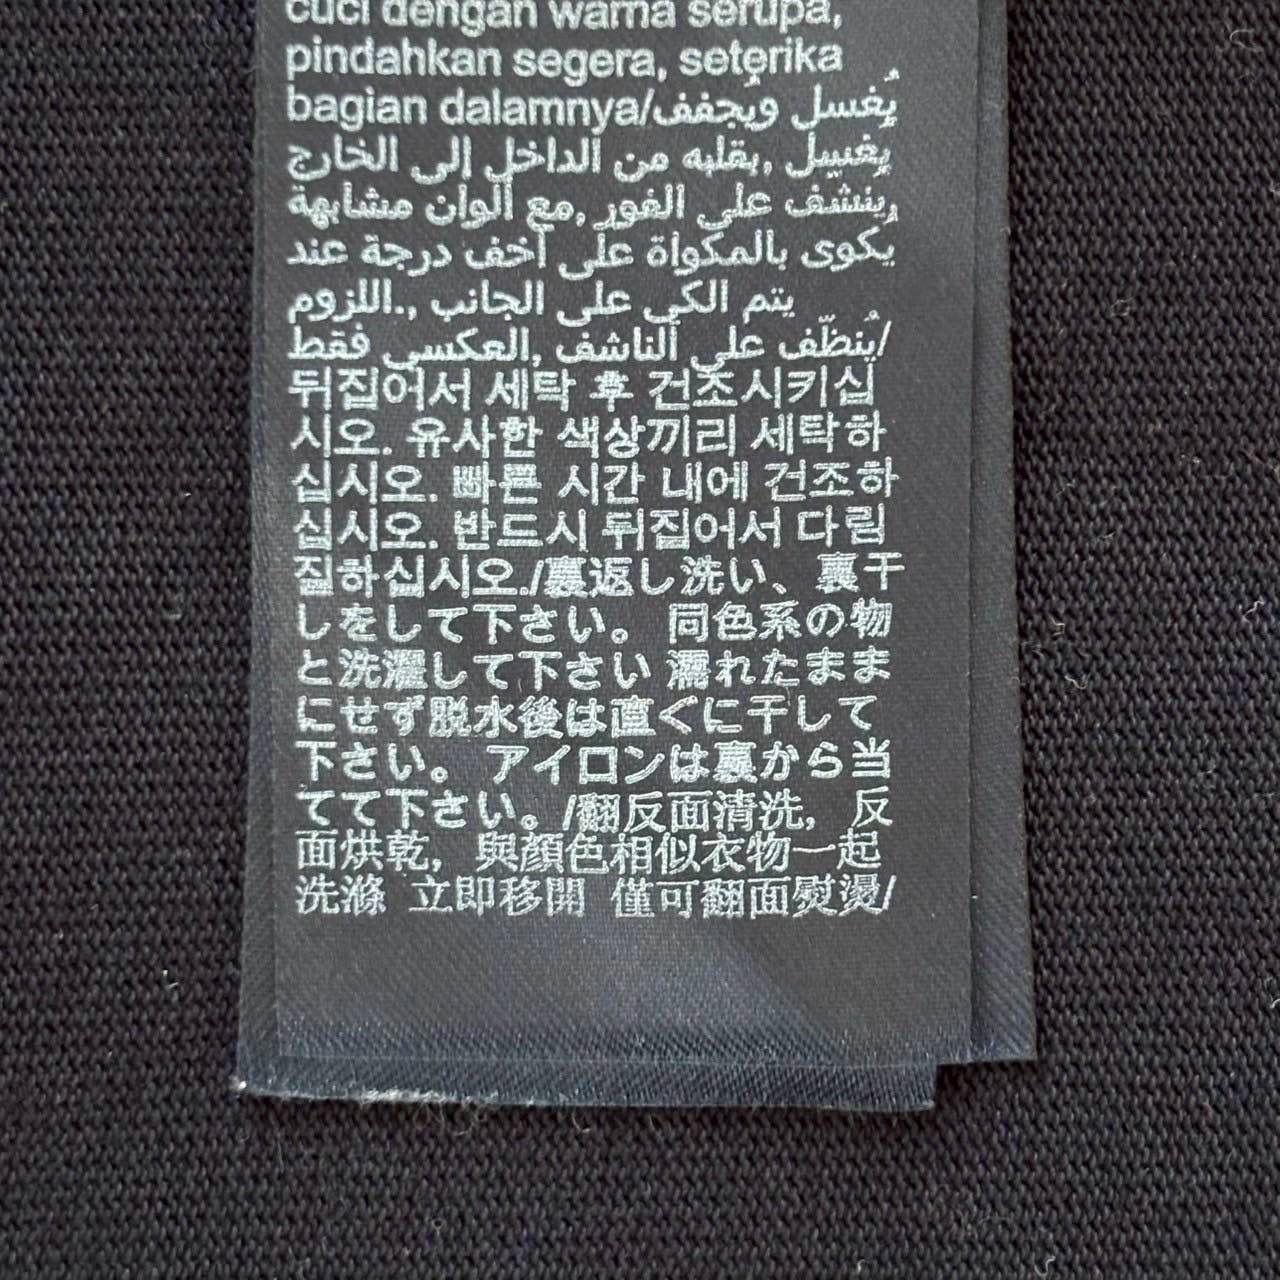 cuci dengan warna serupa,
pindahkan segera, seterika
bagian dalamnya/يُغسل ويُجفف
يغسيل ,بقلبه من الداخل إلى الخارج
ينشف على الفور ,مع ألوان مشابهة,
يُكوى بالمكواة على أخف درجة عند
يتم الكي على الجانب ,.اللزوم
يُنظّف على الناشف ,العكسي فقط/
뒤집어서 세탁 후 건조시키십
시오. 유사한 색상끼리 세탁하
십시오. 빠른 시간 내에 건조하
십시오. 반드시 뒤집어서 다림
질하십시오./裏返し洗い、裏干
しをして下さい。同色系の物
と洗濯して下さい 濡れたまま
にせず脱水後は直ぐに干して
下さい。アイロンは裏から当
てて下さい。/翻反面清洗, 反
面烘乾, 與顏色相似衣物一起
洗滌 立即移開 僅可翻面熨燙/